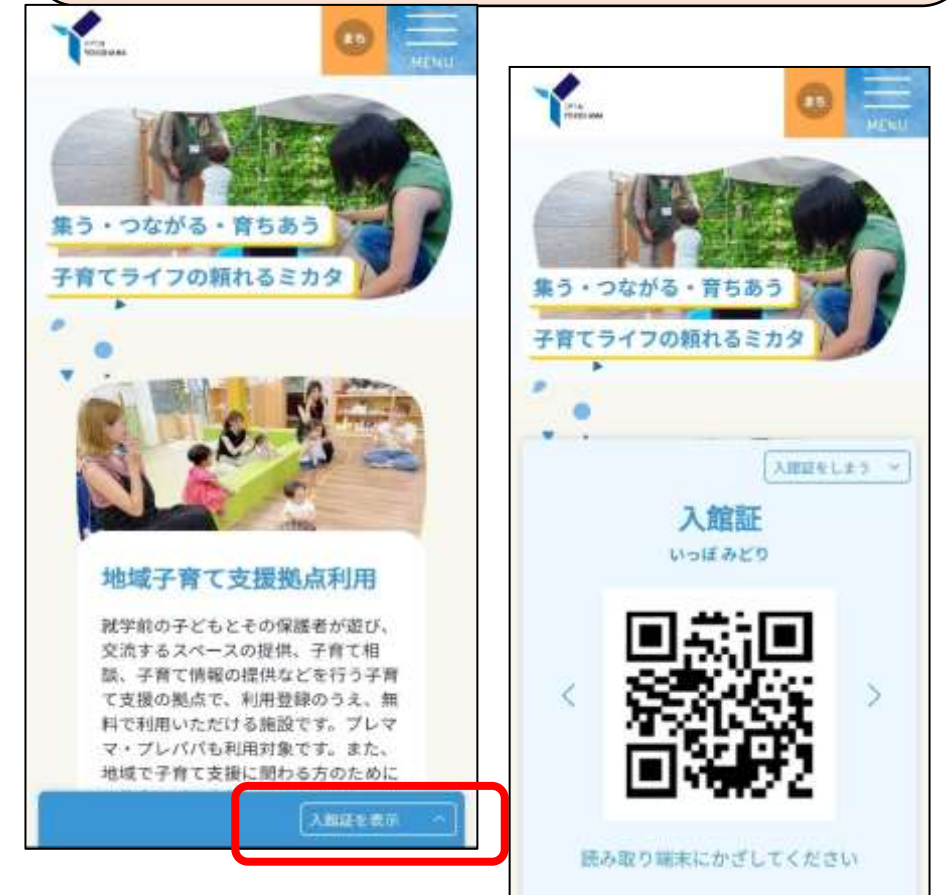 OPEN
YOKOHAMA
まち
MENU
集う・つながる・育ちあう
子育てライフの頼れるミカタ
地域子育て支援拠点利用
就学前の子どもとその保護者が遊び、
交流するスペースの提供、子育て相
談、子育て情報の提供などを行う子育
て支援の拠点で、利用登録のうえ、無
料で利用いただける施設です。プレマ
マ・プレパパも利用対象です。また、
地域で子育て支援に関わる方のために
入館証を表示
OPEN
YOKOHAMA
まち
MENU
集う・つながる・育ちあう
子育てライフの頼れるミカタ
入館証をしまう
入館証
いっぽ みどり
読み取り端末にかざしてください